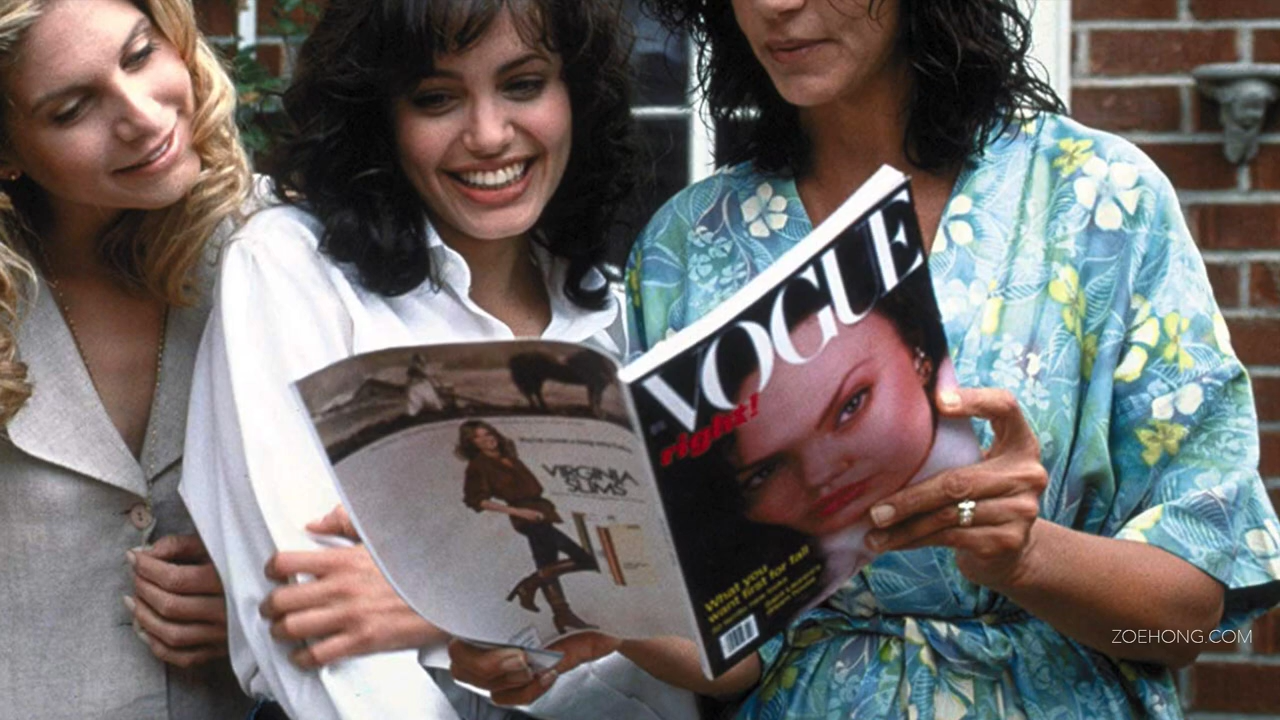 VOGUE
right!
What you
want first for fall
VIRGINIA
SLIMS
ZOEHONG.COM